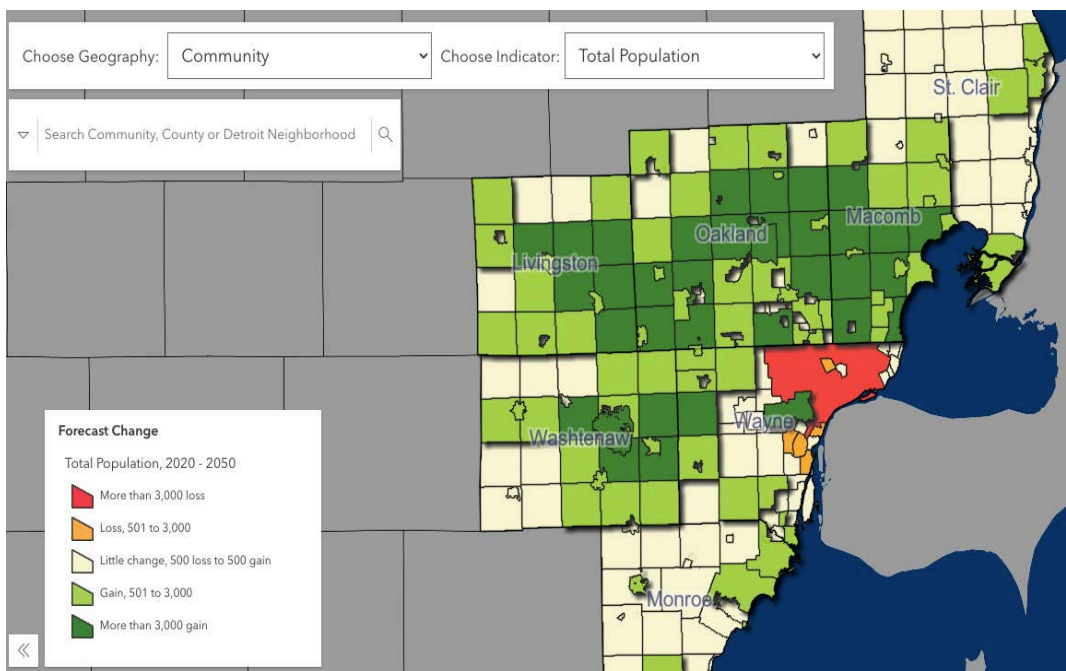 Choose Geography: Community Choose Indicator: Total Population
Search Community, County or Detroit Neighborhood
St. Clair
Macomb
Oakland
Livingston
Wayne
Washtenaw
Monroe
Forecast Change
Total Population, 2020 - 2050
More than 3,000 loss
Loss, 501 to 3,000
Little change, 500 loss to 500 gain
Gain, 501 to 3,000
More than 3,000 gain